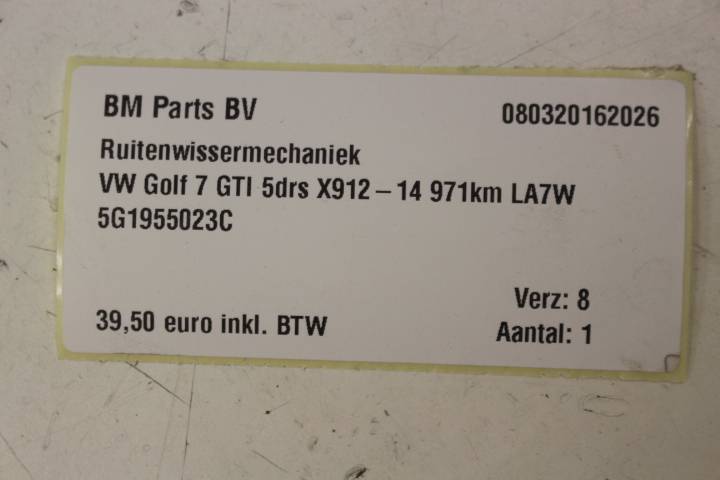 BM Parts BV 080320162026
Ruitenwissermechaniek
VW Golf 7 GTI 5drs X912 – 14 971km LA7W
5G1955023C
Verz: 8
39,50 euro inkl. BTW Aantal: 1